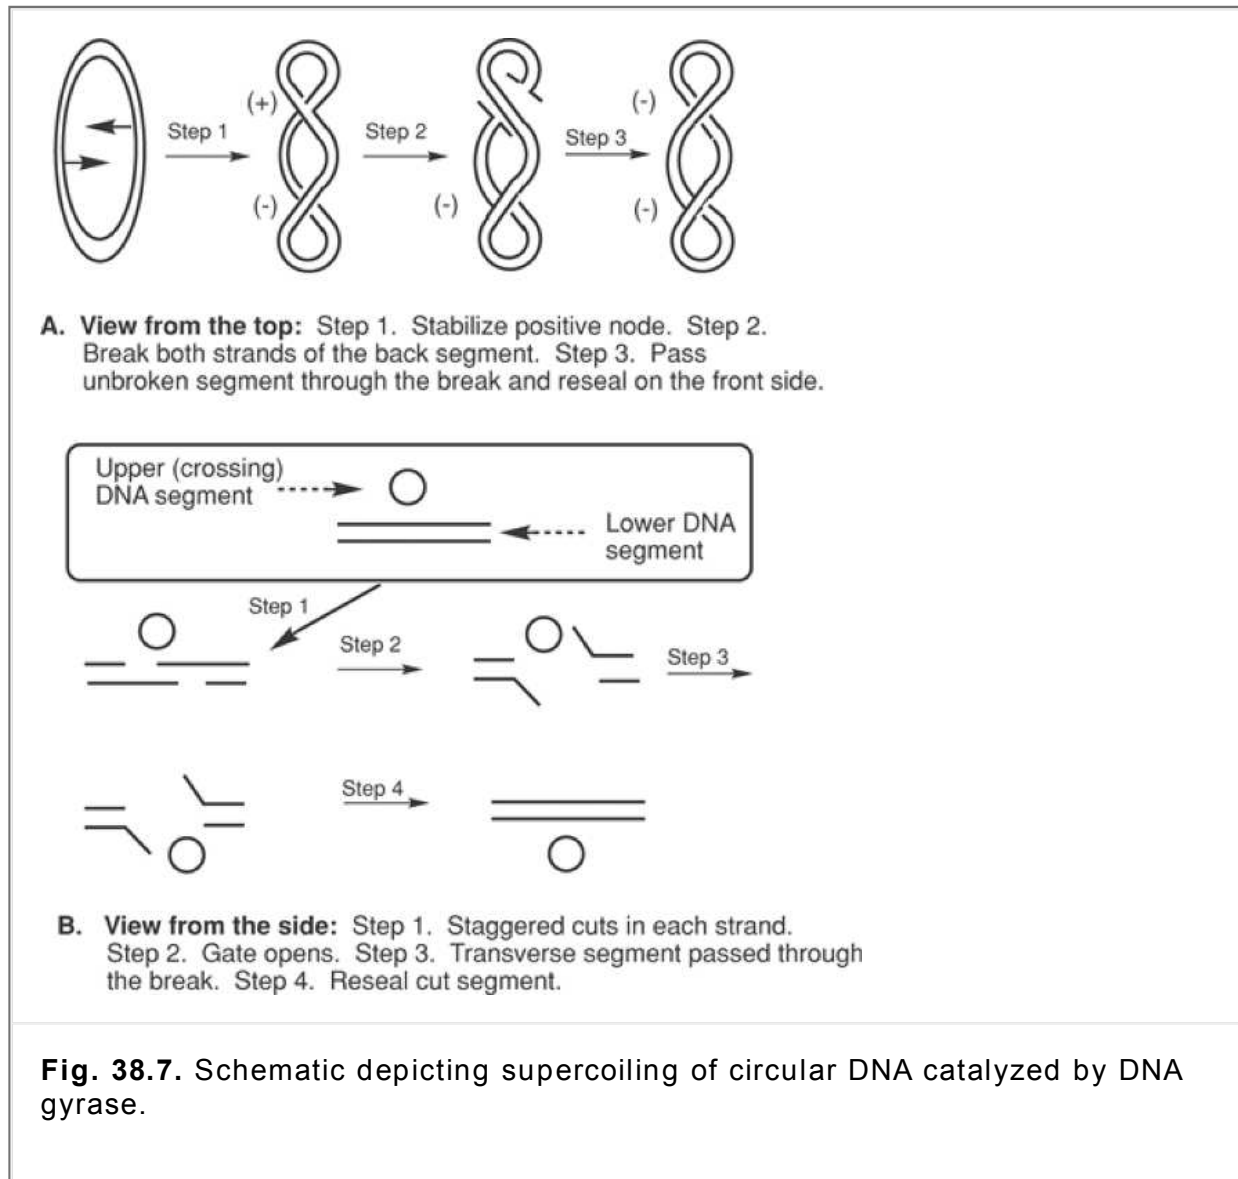 (+)
(-)
Step 1
Step 2
(-)
Step 3
(-)
(-)
A. View from the top: Step 1. Stabilize positive node. Step 2.
Break both strands of the back segment. Step 3. Pass
unbroken segment through the break and reseal on the front side.
Upper (crossing)
DNA segment
Lower DNA
segment
Step 1
Step 2
Step 3
Step 4
B. View from the side: Step 1. Staggered cuts in each strand.
Step 2. Gate opens. Step 3. Transverse segment passed through
the break. Step 4. Reseal cut segment.
Fig. 38.7. Schematic depicting supercoiling of circular DNA catalyzed by DNA
gyrase.